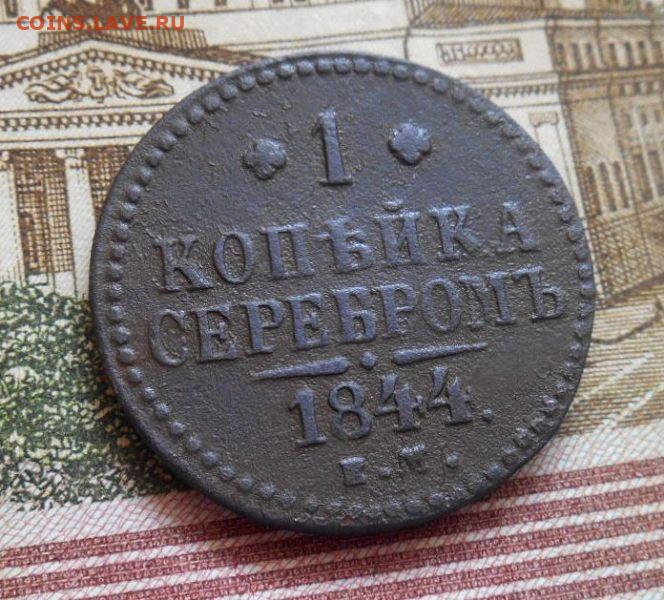 COINS.LAVE.RU
1
КОПѢЙКА
СЕРЕБРОМЪ
1844.
Е.М.